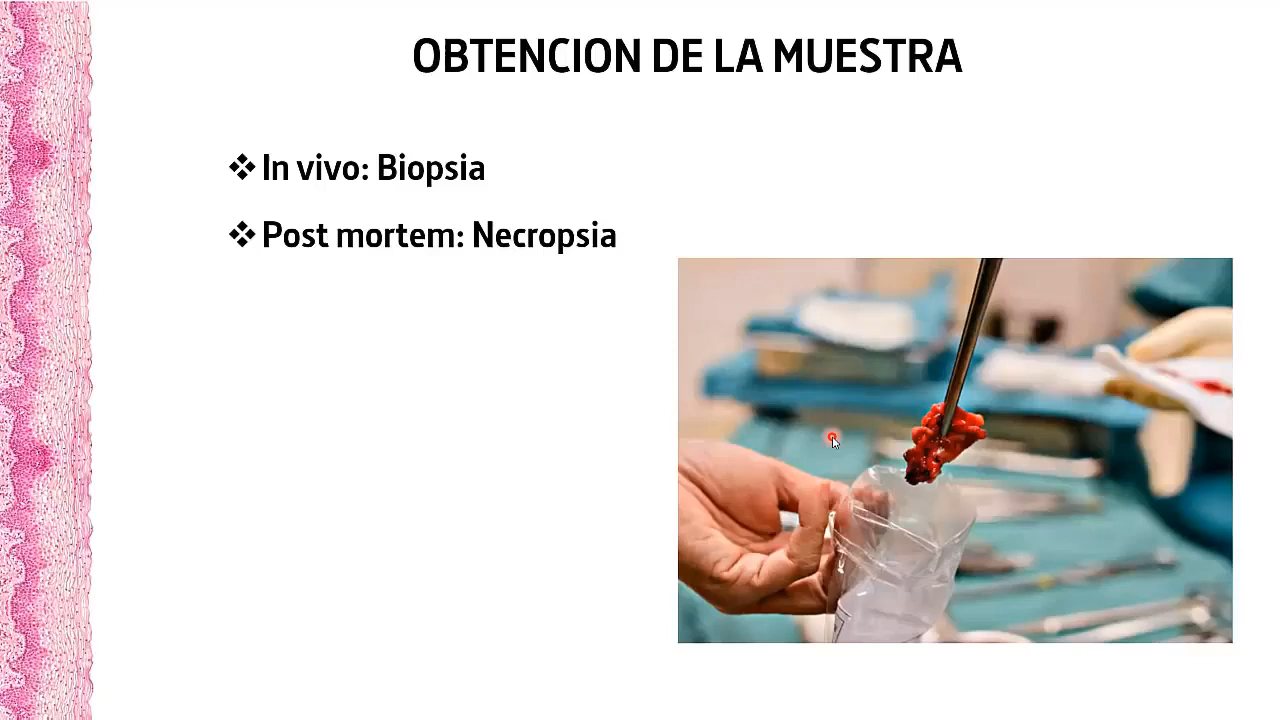 OBTENCION DE LA MUESTRA
❖ In vivo: Biopsia
❖ Post mortem: Necropsia